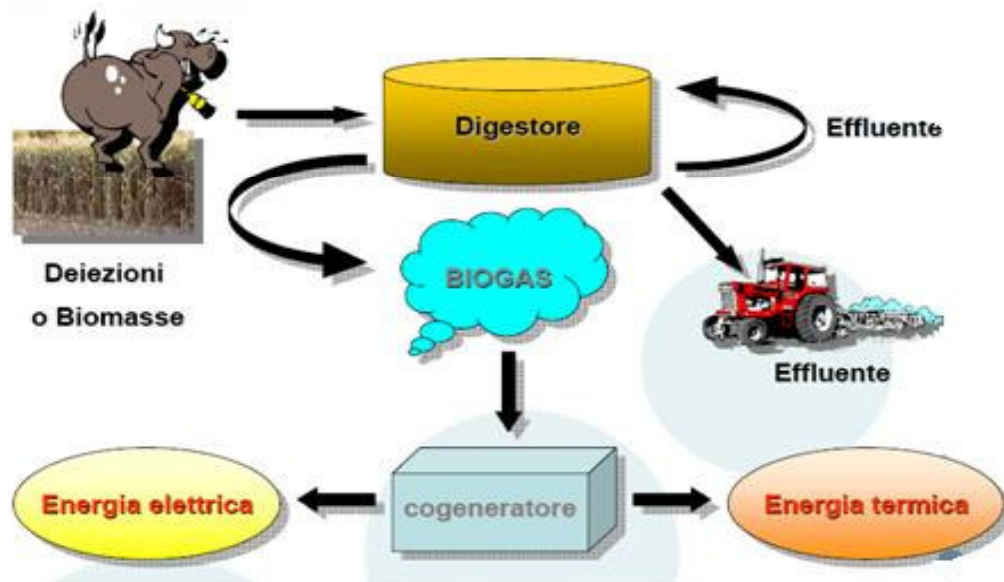 Digestore
Effluente
Deiezioni
o Biomasse
BIOGAS
Effluente
Energia elettrica
cogeneratore
Energia termica